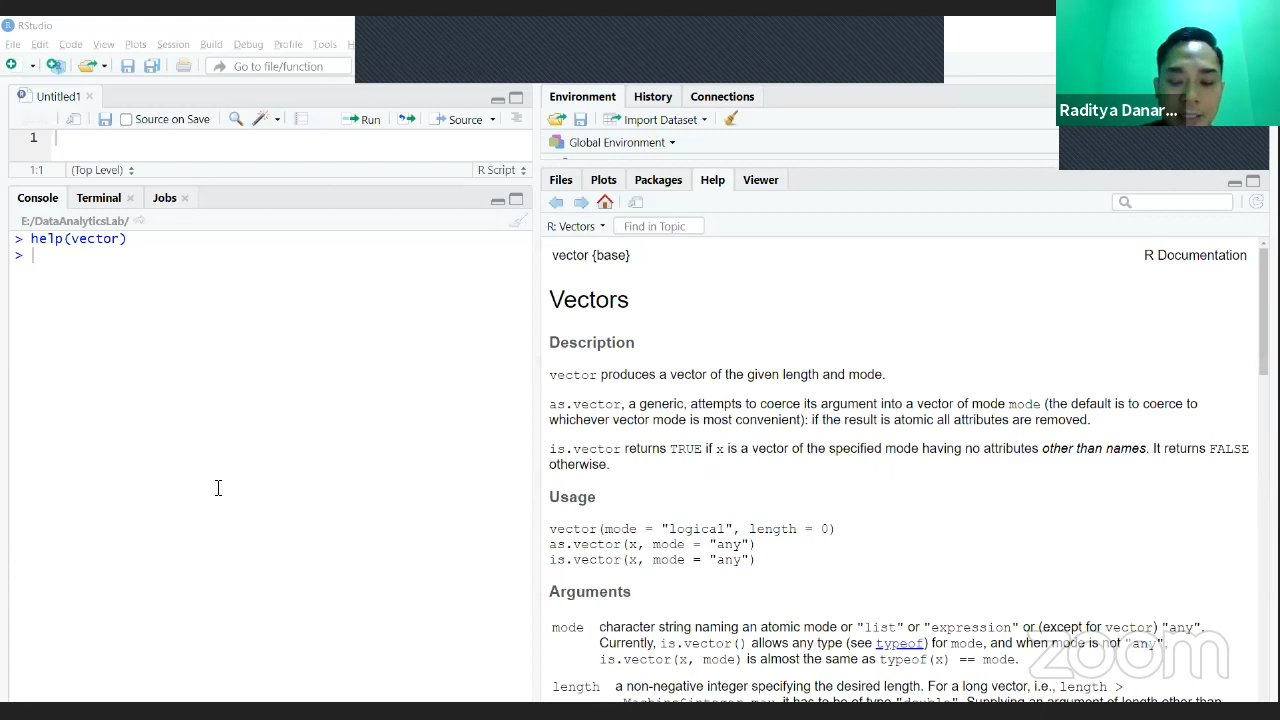 RStudio
File Edit Code View Plots Session Build Debug Profile Tools
Go to file/function
Untitled1
Source on Save
Run
Source
1
1:1
(Top Level)
R Script
Console
Terminal
Jobs
E:/DataAnalyticsLab/
> help(vector)
>
Environment
History
Connections
Import Dataset
Global Environment
Files
Plots
Packages
Help
Viewer
R: Vectors
Find in Topic
vector {base}
R Documentation
Vectors
Description
vector produces a vector of the given length and mode.
as.vector, a generic, attempts to coerce its argument into a vector of mode mode (the default is to coerce to
whichever vector mode is most convenient): if the result is atomic all attributes are removed.
is.vector returns TRUE if x is a vector of the specified mode having no attributes other than names. It returns FALSE
otherwise.
Usage
vector(mode = "logical", length = 0)
as.vector(x, mode = "any")
is.vector(x, mode = "any")
Arguments
mode
character string naming an atomic mode or "list" or "expression" or (except for vector) "any".
Currently, is.vector() allows any type (see typeof) for mode, and when mode is not "any",
is.vector(x, mode) is almost the same as typeof(x) == mode.
length
a non-negative integer specifying the desired length. For a long vector, i.e., length >
Raditya Danar...
zoom